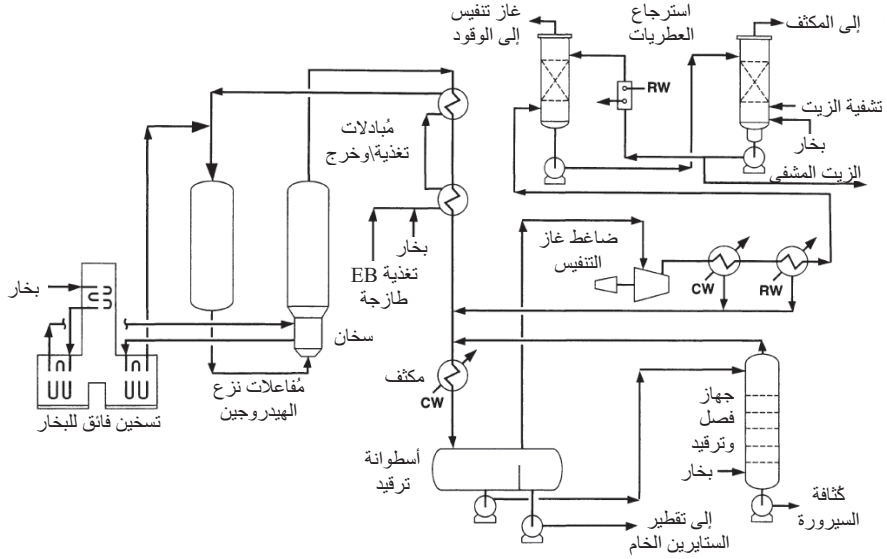 غاز تنفيس
إلى الوقود
استرجاع
العطريات
إلى المكثف
RW
تشفية الزيت
بخار
الزيت المشفى
مُبادلات
تغذية\وخرج
بخار
تغذية EB
طازجة
ضاغط غاز
التنفيس
CW
RW
بخار
سخان
مُفاعلات نزع
الهيدروجين
تسخين فائق للبخار
مكثف
CW
جهاز
فصل
وترقيد
بخار
أسطوانة
ترقيد
كُثافة
السيرورة
إلى تقطير
الستايرين الخام